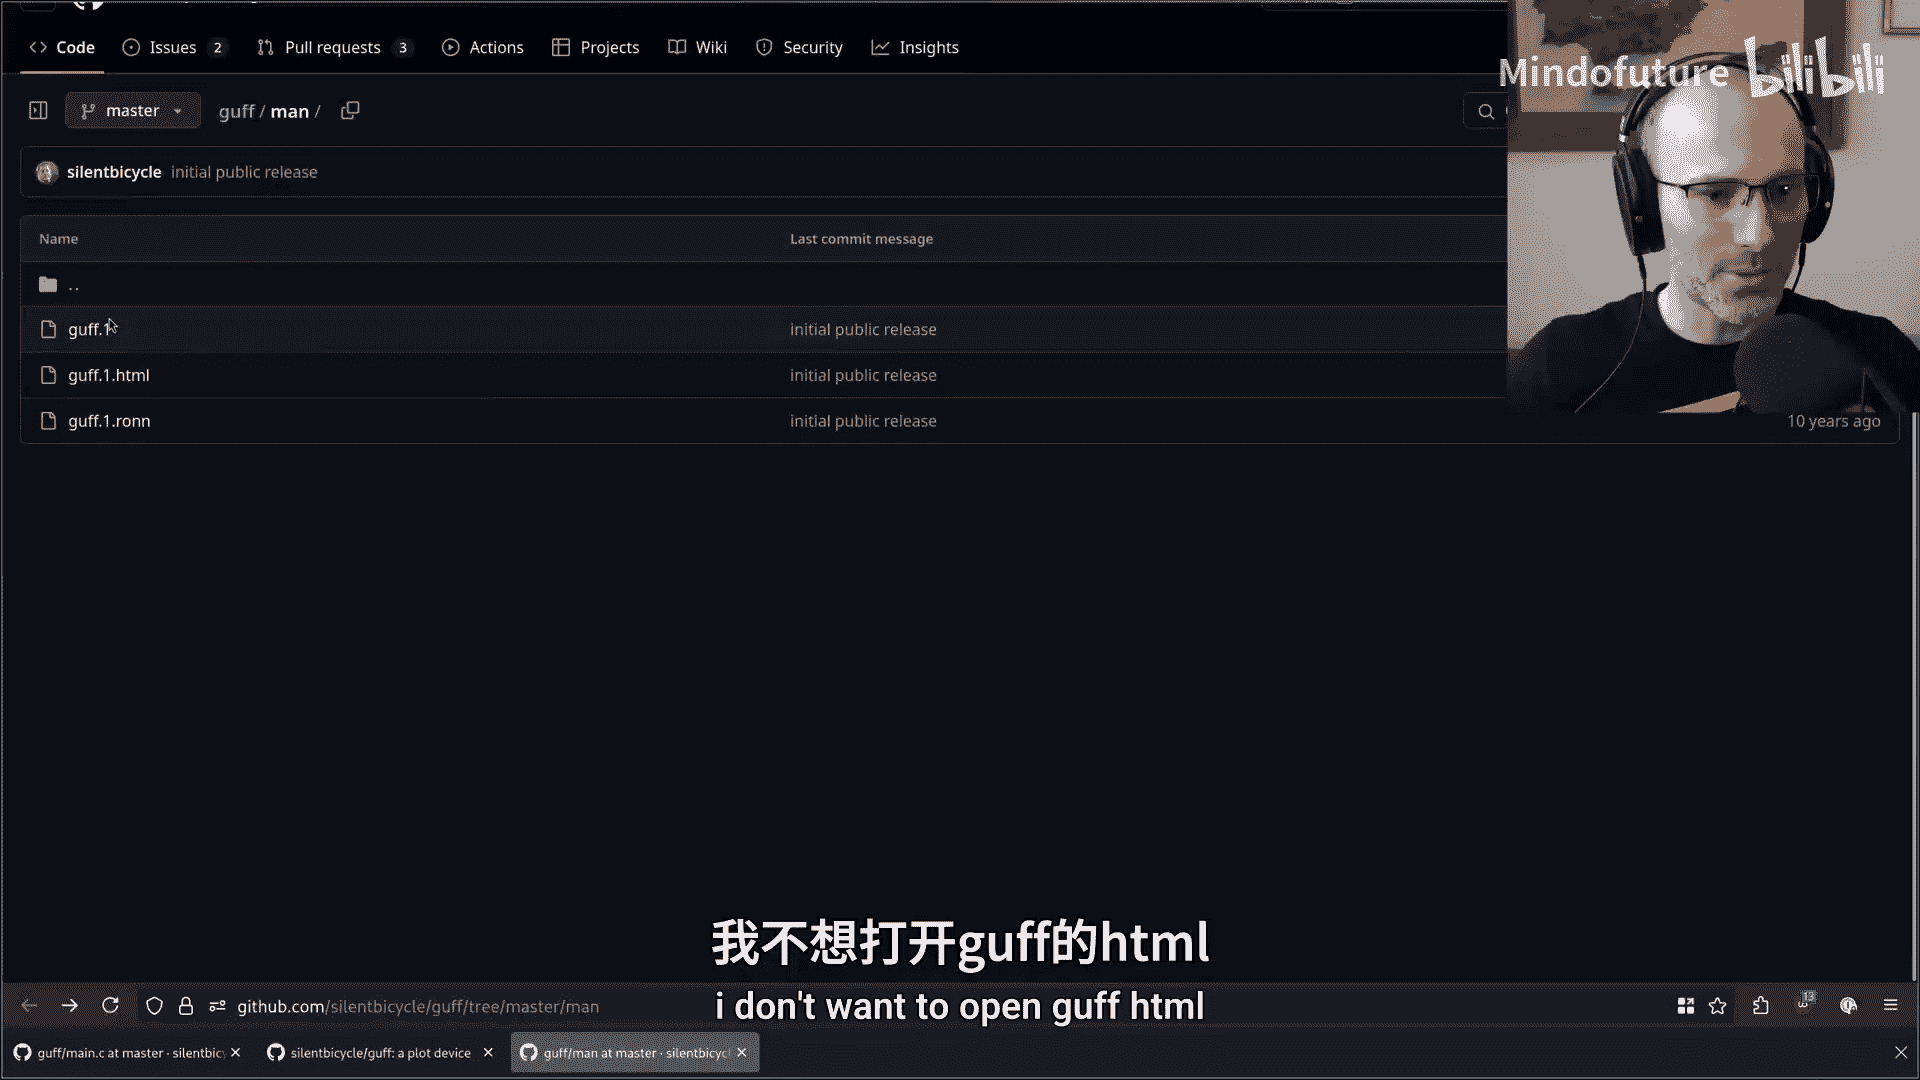 Code
Issues 2
Pull requests 3
Actions
Projects
Wiki
Security
Insights
Mindofuture bilibili
master
guff / man /
silentbicycle initial public release
Name
Last commit message
..
guff.1
initial public release
guff.1.html
initial public release
guff.1.ronn
initial public release
10 years ago
我不想打开guff的html
i don't want to open guff html
github.com/silentbicycle/guff/tree/master/man
13
guff/main.c at master · silentbic
silentbicycle/guff: a plot device
guff/man at master · silentbicycl